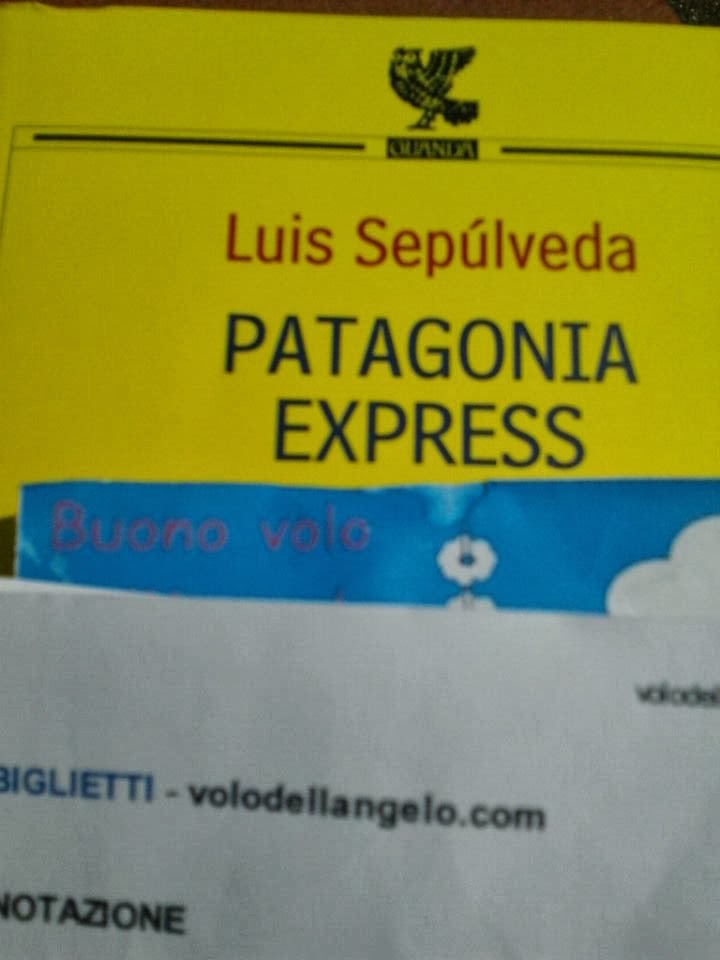 GUANDA
Luis Sepúlveda
PATAGONIA
EXPRESS
Buono volo
BIGLIETTI - volodellangelo.com
NOTAZIONE